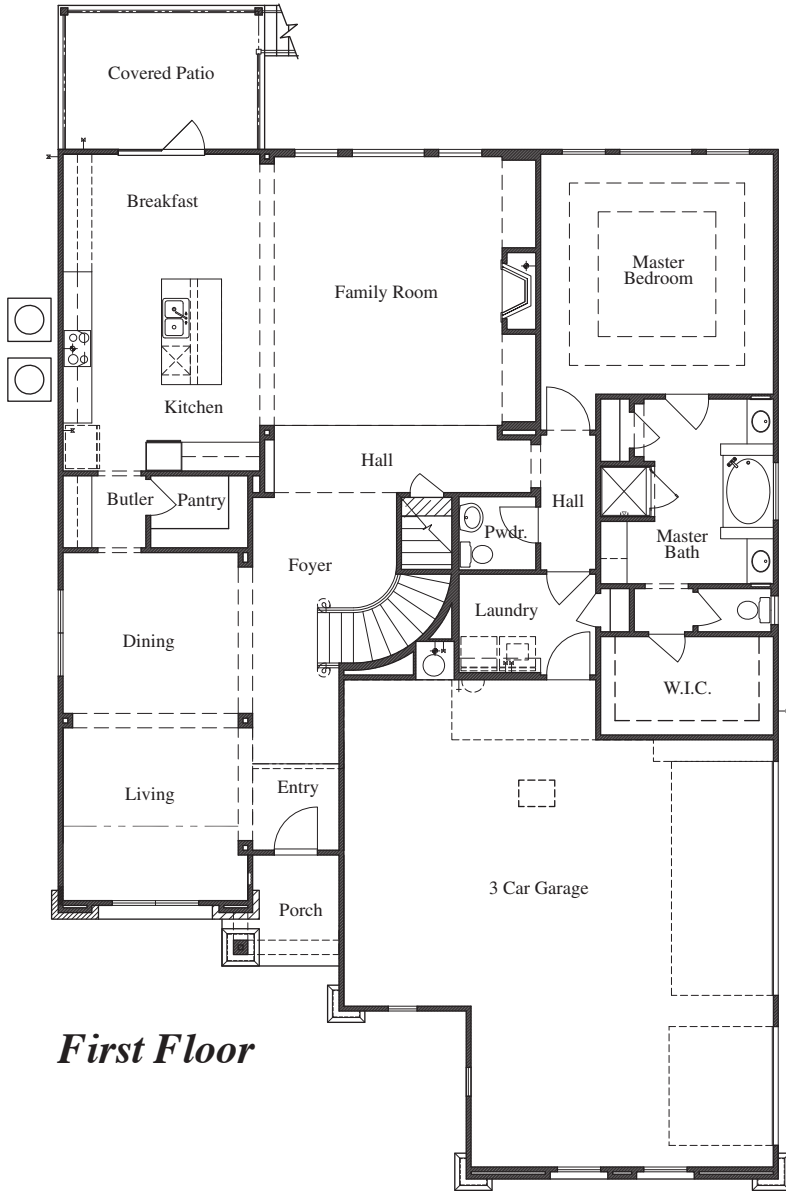 Covered Patio
Breakfast
Family Room
Master
Bedroom
Kitchen
Hall
Butler
Pantry
Hall
Pwdr.
Master
Bath
Foyer
Laundry
Dining
W.I.C.
Living
Entry
3 Car Garage
Porch
First Floor